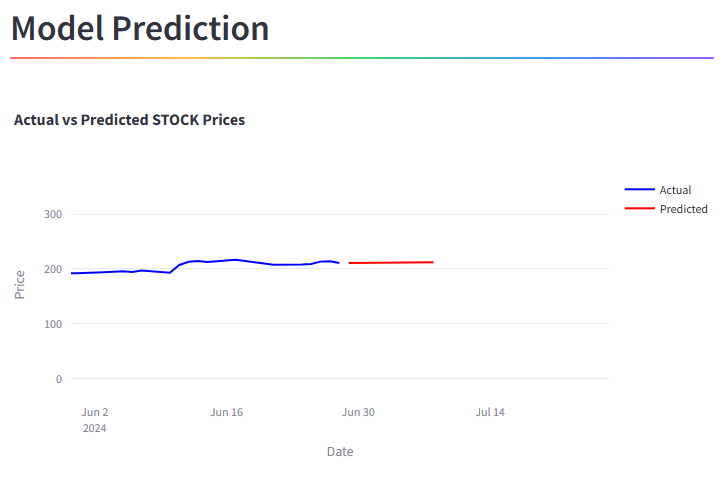 Model Prediction
Actual vs Predicted STOCK Prices
Actual
Predicted
300
200
100
0
Price
Jun 2
2024
Jun 16
Jun 30
Jul 14
Date